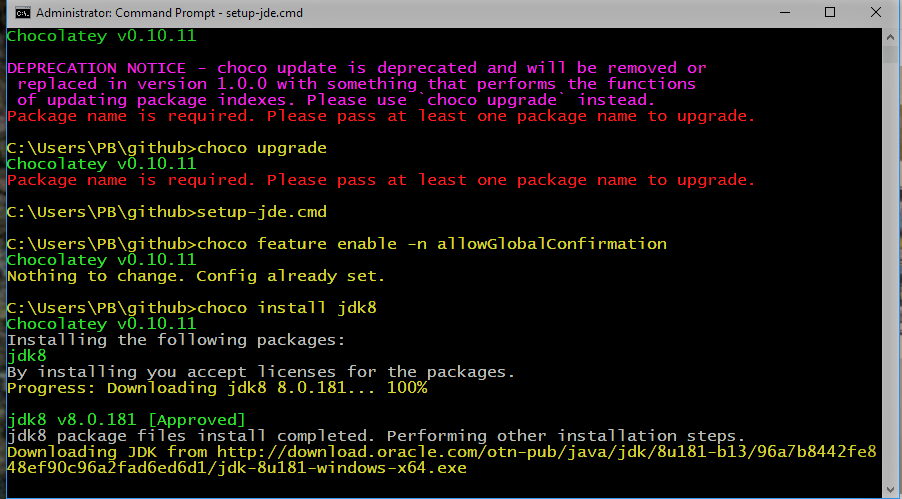 Administrator: Command Prompt - setup-jde.cmd
Chocolatey v0.10.11
DEPRECATION NOTICE - choco update is deprecated and will be removed or
replaced in version 1.0.0 with something that performs the functions
of updating package indexes. Please use `choco upgrade` instead.
Package name is required. Please pass at least one package name to upgrade.
C:\Users\PB\github>choco upgrade
Chocolatey v0.10.11
Package name is required. Please pass at least one package name to upgrade.
C:\Users\PB\github>setup-jde.cmd
C:\Users\PB\github>choco feature enable -n allowGlobalConfirmation
Chocolatey v0.10.11
Nothing to change. Config already set.
C:\Users\PB\github>choco install jdk8
Chocolatey v0.10.11
Installing the following packages:
jdk8
By installing you accept licenses for the packages.
Progress: Downloading jdk8 8.0.181... 100%
jdk8 v8.0.181 [Approved]
jdk8 package files install completed. Performing other installation steps.
Downloading JDK from http://download.oracle.com/otn-pub/java/jdk/8u181-b13/96a7b8442fe8
48ef90c96a2fad6ed6d1/jdk-8u181-windows-x64.exe